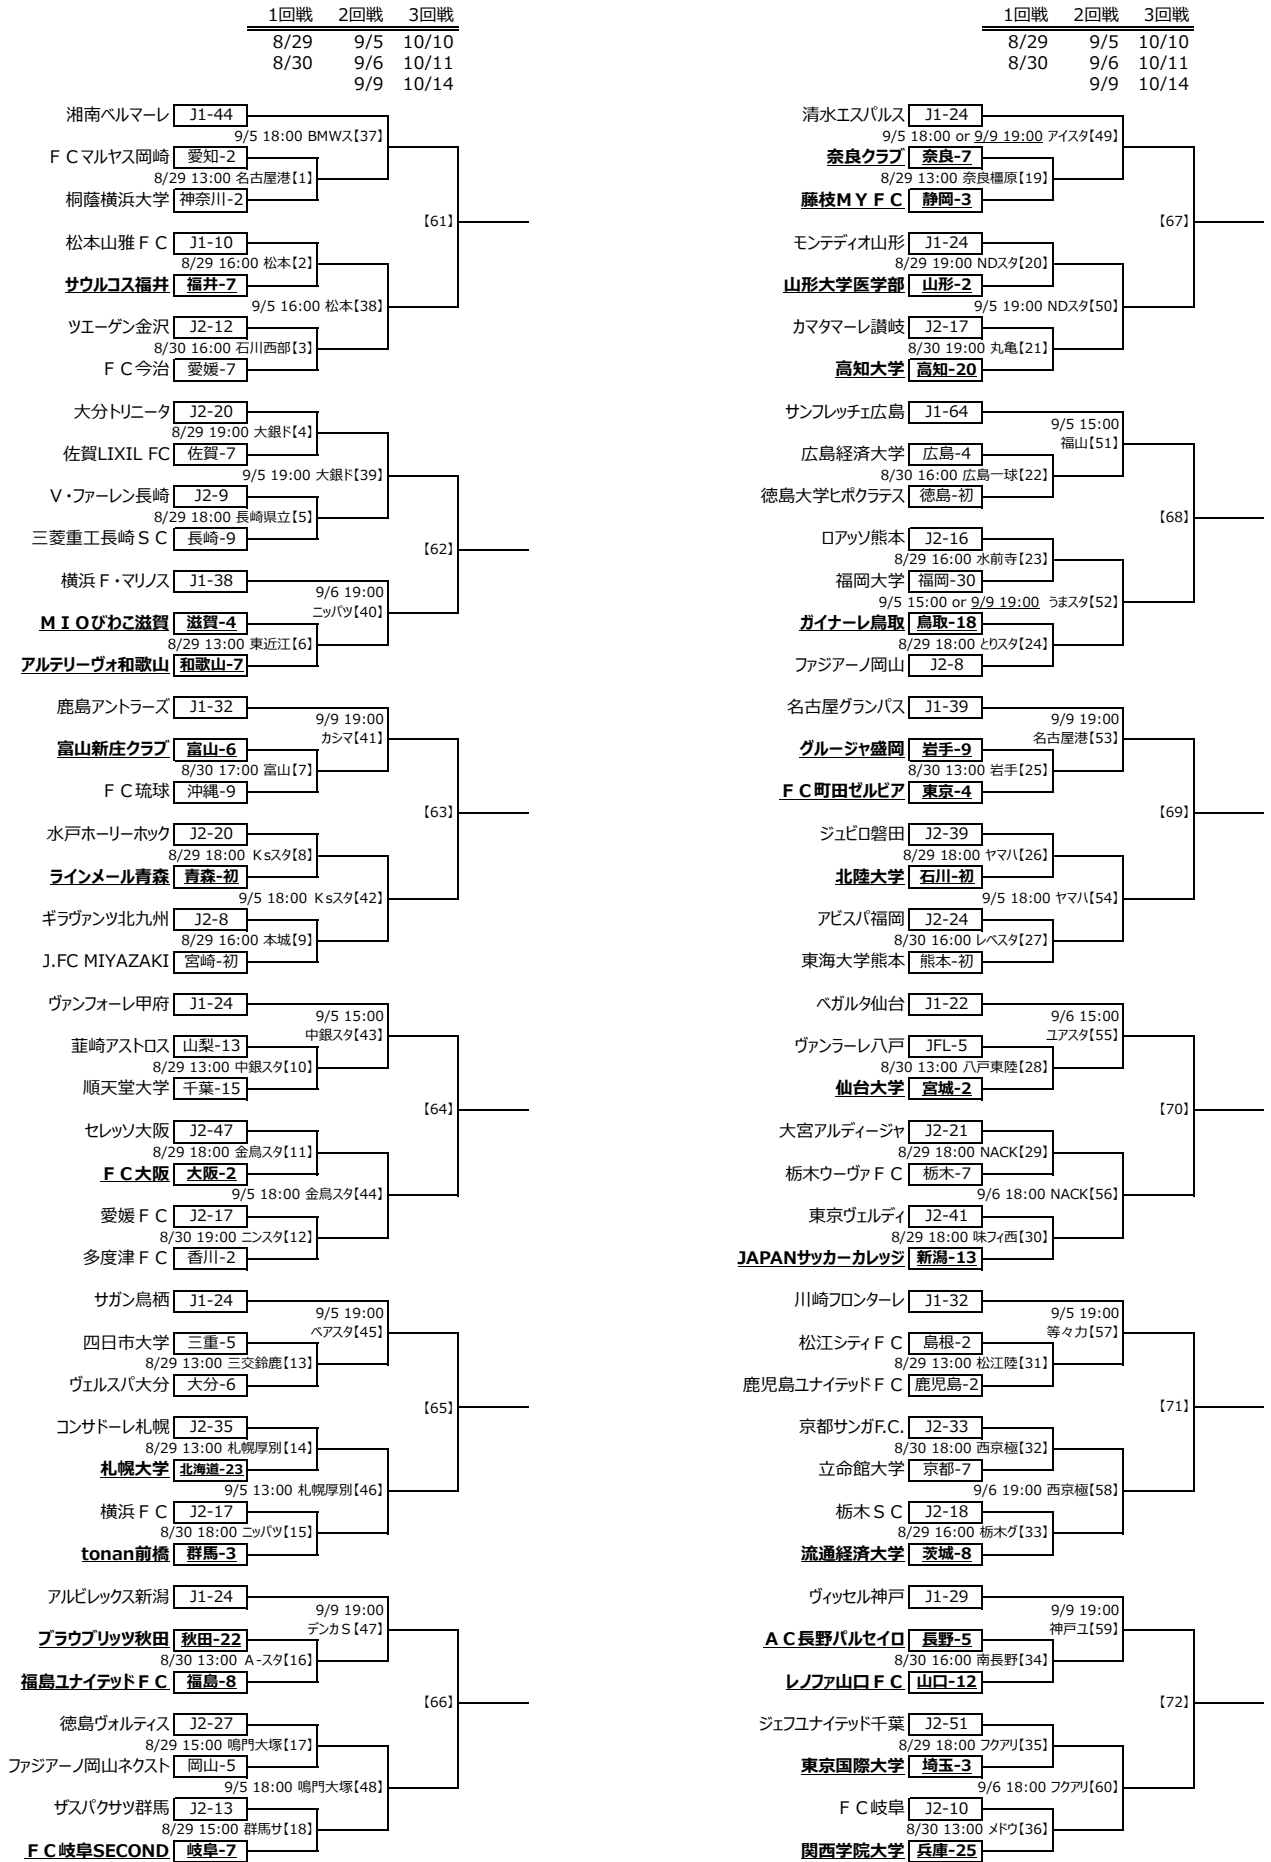 1回戦 2回戦 3回戦
8/29 9/5 10/10
8/30 9/6 10/11
9/9 10/14
湘南ベルマーレ J1-44
9/5 18:00 BMWス【37】
ＦＣマルヤス岡崎 愛知-2
8/29 13:00 名古屋港【1】
桐蔭横浜大学 神奈川-2
【61】
松本山雅ＦＣ J1-10
8/29 16:00 松本【2】
サウルコス福井 福井-7
9/5 16:00 松本【38】
ツエーゲン金沢 J2-12
8/30 16:00 石川西部【3】
ＦＣ今治 愛媛-7
大分トリニータ J2-20
8/29 19:00 大銀ド【4】
佐賀LIXIL FC 佐賀-7
9/5 19:00 大銀ド【39】
V・ファーレン長崎 J2-9
8/29 18:00 長崎県立【5】
三菱重工長崎ＳＣ 長崎-9
【62】
横浜Ｆ・マリノス J1-38
9/6 19:00
ニッパツ【40】
ＭＩＯびわこ滋賀 滋賀-4
8/29 13:00 東近江【6】
アルテリーヴォ和歌山 和歌山-7
鹿島アントラーズ J1-32
9/9 19:00
カシマ【41】
富山新庄クラブ 富山-6
8/30 17:00 富山【7】
ＦＣ琉球 沖縄-9
【63】
水戸ホーリーホック J2-20
8/29 18:00 Ksスタ【8】
ラインメール青森 青森-初
9/5 18:00 Ksスタ【42】
ギラヴァンツ北九州 J2-8
8/29 16:00 本城【9】
J.FC MIYAZAKI 宮崎-初
ヴァンフォーレ甲府 J1-24
9/5 15:00
中銀スタ【43】
韮崎アストロス 山梨-13
8/29 13:00 中銀スタ【10】
順天堂大学 千葉-15
【64】
セレッソ大阪 J2-47
8/29 18:00 金鳥スタ【11】
ＦＣ大阪 大阪-2
9/5 18:00 金鳥スタ【44】
愛媛ＦＣ J2-17
8/30 19:00 ニンスタ【12】
多度津ＦＣ 香川-2
サガン鳥栖 J1-24
9/5 19:00
ベアスタ【45】
四日市大学 三重-5
8/29 13:00 三交鈴鹿【13】
ヴェルスパ大分 大分-6
【65】
コンサドーレ札幌 J2-35
8/29 13:00 札幌厚別【14】
札幌大学 北海道-23
9/5 13:00 札幌厚別【46】
横浜ＦＣ J2-17
8/30 18:00 ニッパツ【15】
tonan前橋 群馬-3
アルビレックス新潟 J1-24
9/9 19:00
デンカＳ【47】
ブラウブリッツ秋田 秋田-22
8/30 13:00 A-スタ【16】
福島ユナイテッドＦＣ 福島-8
【66】
徳島ヴォルティス J2-27
8/29 15:00 鳴門大塚【17】
ファジアーノ岡山ネクスト 岡山-5
9/5 18:00 鳴門大塚【48】
ザスパクサツ群馬 J2-13
8/29 15:00 群馬サ【18】
ＦＣ岐阜SECOND 岐阜-7
1回戦 2回戦 3回戦
8/29 9/5 10/10
8/30 9/6 10/11
9/9 10/14
清水エスパルス J1-24
9/5 18:00 or 9/9 19:00 アイスタ【49】
奈良クラブ 奈良-7
8/29 13:00 奈良橿原【19】
藤枝ＭＹＦＣ 静岡-3
【67】
モンテディオ山形 J1-24
8/29 19:00 NDスタ【20】
山形大学医学部 山形-2
9/5 19:00 NDスタ【50】
カマタマーレ讃岐 J2-17
8/30 19:00 丸亀【21】
高知大学 高知-20
サンフレッチェ広島 J1-64
9/5 15:00
福山【51】
広島経済大学 広島-4
8/30 16:00 広島一球【22】
徳島大学ヒポクラテス 徳島-初
【68】
ロアッソ熊本 J2-16
8/29 16:00 水前寺【23】
福岡大学 福岡-30
9/5 15:00 or 9/9 19:00 うまスタ【52】
ガイナーレ鳥取 鳥取-18
8/29 18:00 とりスタ【24】
ファジアーノ岡山 J2-8
名古屋グランパス J1-39
9/9 19:00
名古屋港【53】
グルージャ盛岡 岩手-9
8/30 13:00 岩手【25】
ＦＣ町田ゼルビア 東京-4
【69】
ジュビロ磐田 J2-39
8/29 18:00 ヤマハ【26】
北陸大学 石川-初
9/5 18:00 ヤマハ【54】
アビスパ福岡 J2-24
8/30 16:00 レベスタ【27】
東海大学熊本 熊本-初
ベガルタ仙台 J1-22
9/6 15:00
ユアスタ【55】
ヴァンラーレ八戸 JFL-5
8/30 13:00 八戸東陸【28】
仙台大学 宮城-2
【70】
大宮アルディージャ J2-21
8/29 18:00 NACK【29】
栃木ウーヴァＦＣ 栃木-7
9/6 18:00 NACK【56】
東京ヴェルディ J2-41
8/29 18:00 味フィ西【30】
JAPANサッカーカレッジ 新潟-13
川崎フロンターレ J1-32
9/5 19:00
等々力【57】
松江シティＦＣ 島根-2
8/29 13:00 松江陸【31】
鹿児島ユナイテッドＦＣ 鹿児島-2
【71】
京都サンガF.C. J2-33
8/30 18:00 西京極【32】
立命館大学 京都-7
9/6 19:00 西京極【58】
栃木ＳＣ J2-18
8/29 16:00 栃木グ【33】
流通経済大学 茨城-8
ヴィッセル神戸 J1-29
9/9 19:00
神戸ユ【59】
ＡＣ長野パルセイロ 長野-5
8/30 16:00 南長野【34】
レノファ山口ＦＣ 山口-12
【72】
ジェフユナイテッド千葉 J2-51
8/29 18:00 フクアリ【35】
東京国際大学 埼玉-3
9/6 18:00 フクアリ【60】
ＦＣ岐阜 J2-10
8/30 13:00 メドウ【36】
関西学院大学 兵庫-25